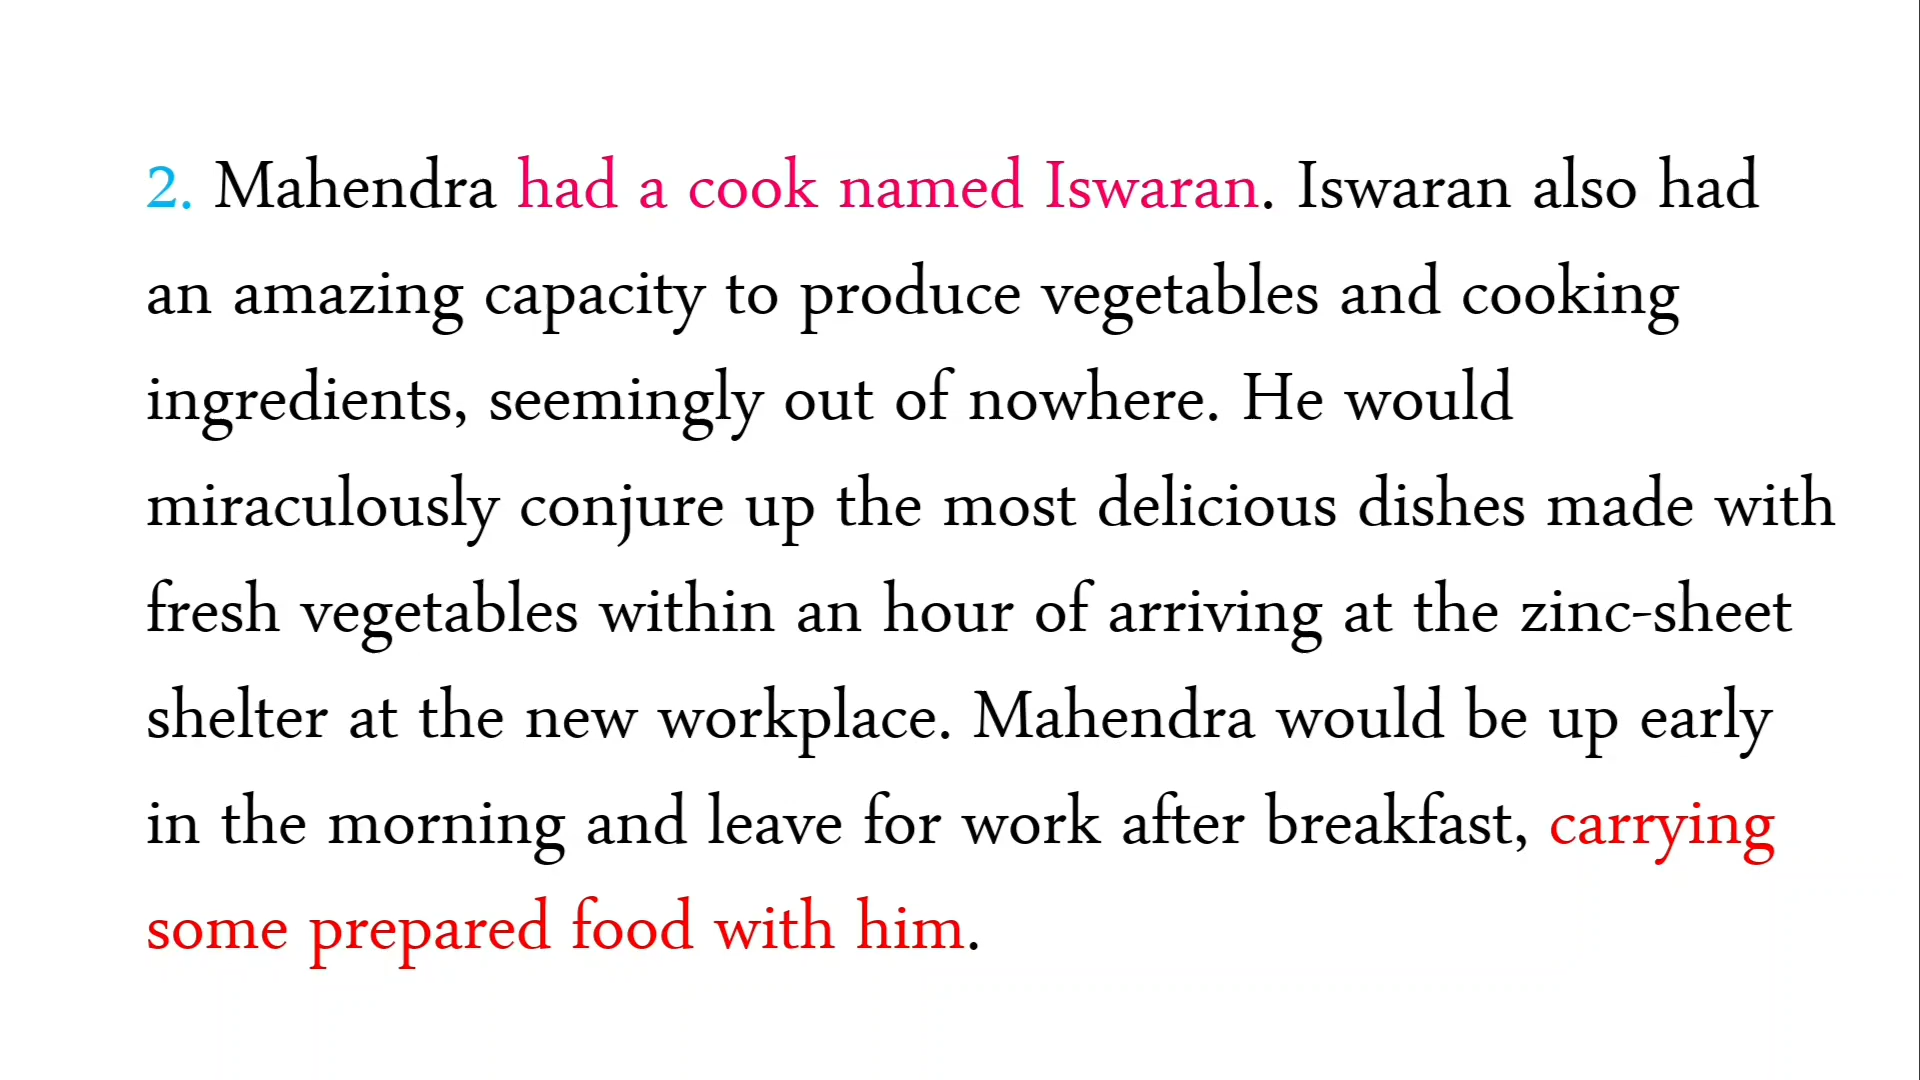 2. Mahendra had a cook named Iswaran. Iswaran also had
an amazing capacity to produce vegetables and cooking
ingredients, seemingly out of nowhere. He would
miraculously conjure up the most delicious dishes made with
fresh vegetables within an hour of arriving at the zinc-sheet
shelter at the new workplace. Mahendra would be up early
in the morning and leave for work after breakfast, carrying
some prepared food with him.